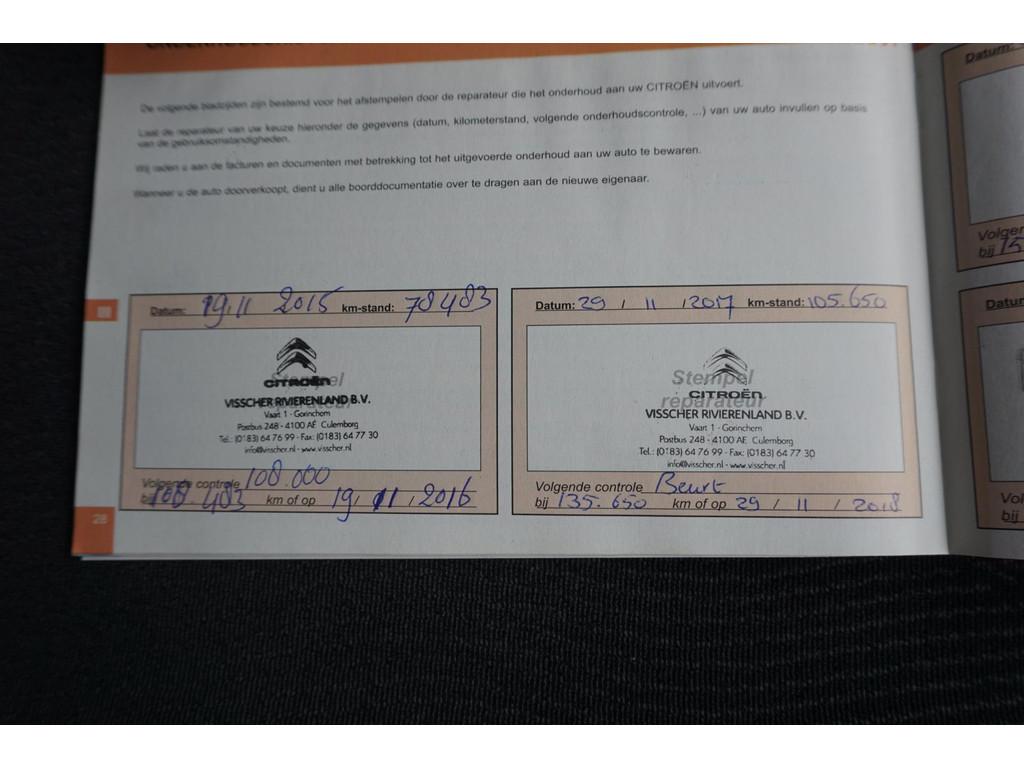 De volgende bladzijden zijn bestemd voor het afstempelen door de reparateur die het onderhoud aan uw CITROËN uitvoert.
Laat de reparateur van uw keuze hieronder de gegevens (datum, kilometerstand, volgende onderhoudscontrole, ...) van uw auto invullen op basis
van de gebruiksomstandigheden.
Wij raden u aan de facturen en documenten met betrekking tot het uitgevoerde onderhoud aan uw auto te bewaren.
Wanneer u de auto doorverkoopt, dient u alle boorddocumentatie over te dragen aan de nieuwe eigenaar.
Datum: 19/11 2015 km-stand: 78483
Stempel
CITROËN
reparateur
VISSCHER RIVIERENLAND B.V.
Vaart 1 - Gorinchem
Postbus 248 - 4100 AE Culemborg
Tel.: (0183) 64 76 99 - Fax: (0183) 64 77 30
info@visscher.nl - www.visscher.nl
Volgende controle 108.000
bij 108.483 km of op 19/11/2016
28
Datum: 29 / 11 / 2017 km-stand: 105.650
Stempel
CITROËN
reparateur
VISSCHER RIVIERENLAND B.V.
Vaart 1 - Gorinchem
Postbus 248 - 4100 AE Culemborg
Tel.: (0183) 64 76 99 - Fax: (0183) 64 77 30
info@visscher.nl - www.visscher.nl
Volgende controle Beurt
bij 135.650 km of op 29 / 11 / 2018
Datum:
bij 15
bij